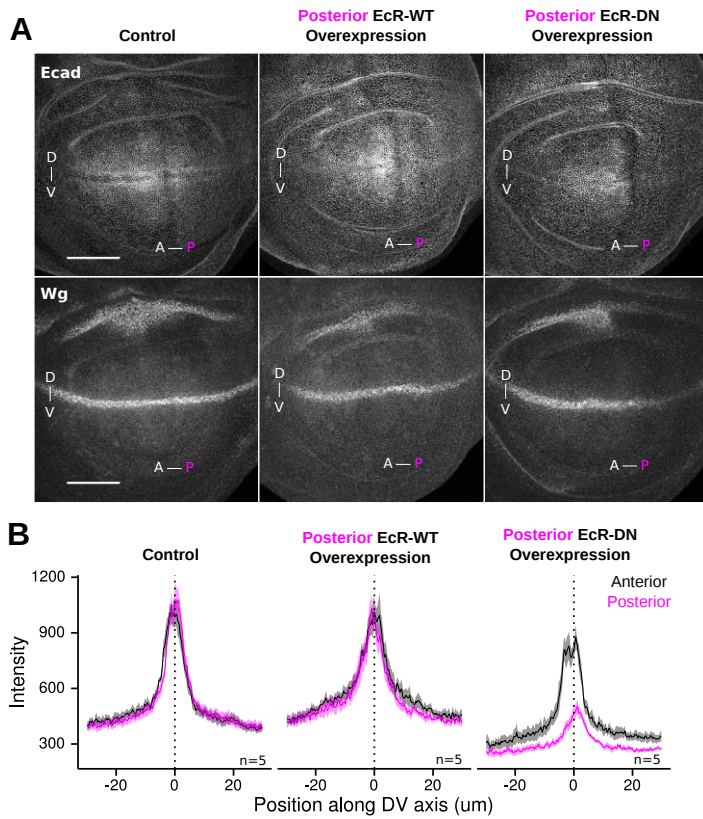 A
Control
Posterior EcR-WT
Overexpression
Posterior EcR-DN
Overexpression
Ecad
D
V
A — P
D
V
A — P
D
V
A — P
Wg
D
V
A — P
D
V
A — P
D
V
A — P
B
Control
Posterior EcR-WT
Overexpression
Posterior EcR-DN
Overexpression
Anterior
Posterior
Intensity
1200
900
600
300
n=5
n=5
n=5
-20
0
20
-20
0
20
-20
0
20
Position along DV axis (um)